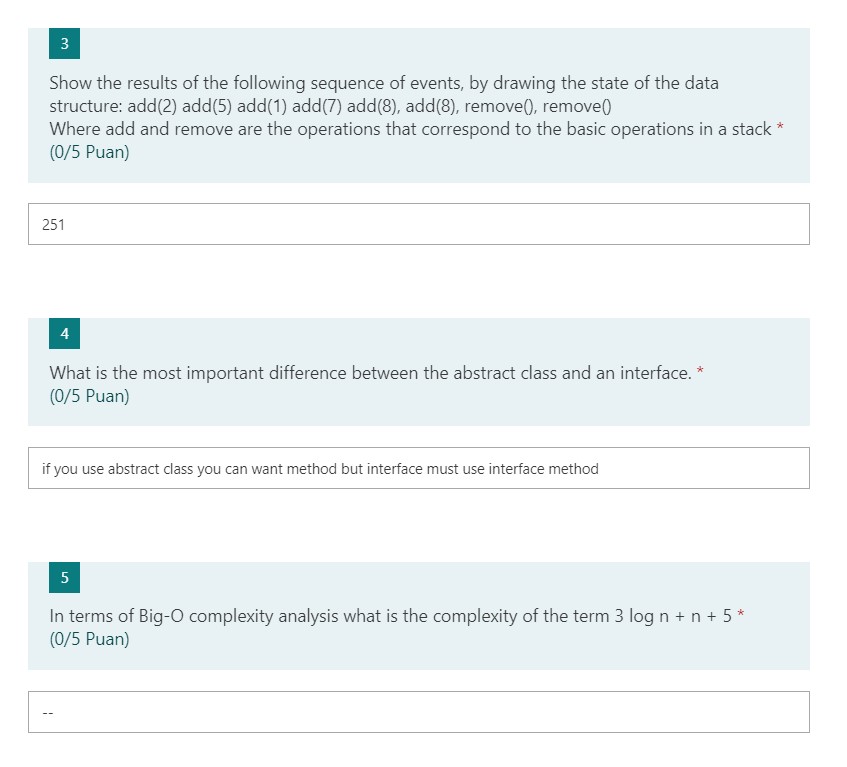 3
Show the results of the following sequence of events, by drawing the state of the data
structure: add(2) add(5) add(1) add(7) add(8), add(8), remove(), remove()
Where add and remove are the operations that correspond to the basic operations in a stack *
(0/5 Puan)
251
4
What is the most important difference between the abstract class and an interface. *
(0/5 Puan)
if you use abstract class you can want method but interface must use interface method
5
In terms of Big-O complexity analysis what is the complexity of the term 3 log n + n + 5 *
(0/5 Puan)
--